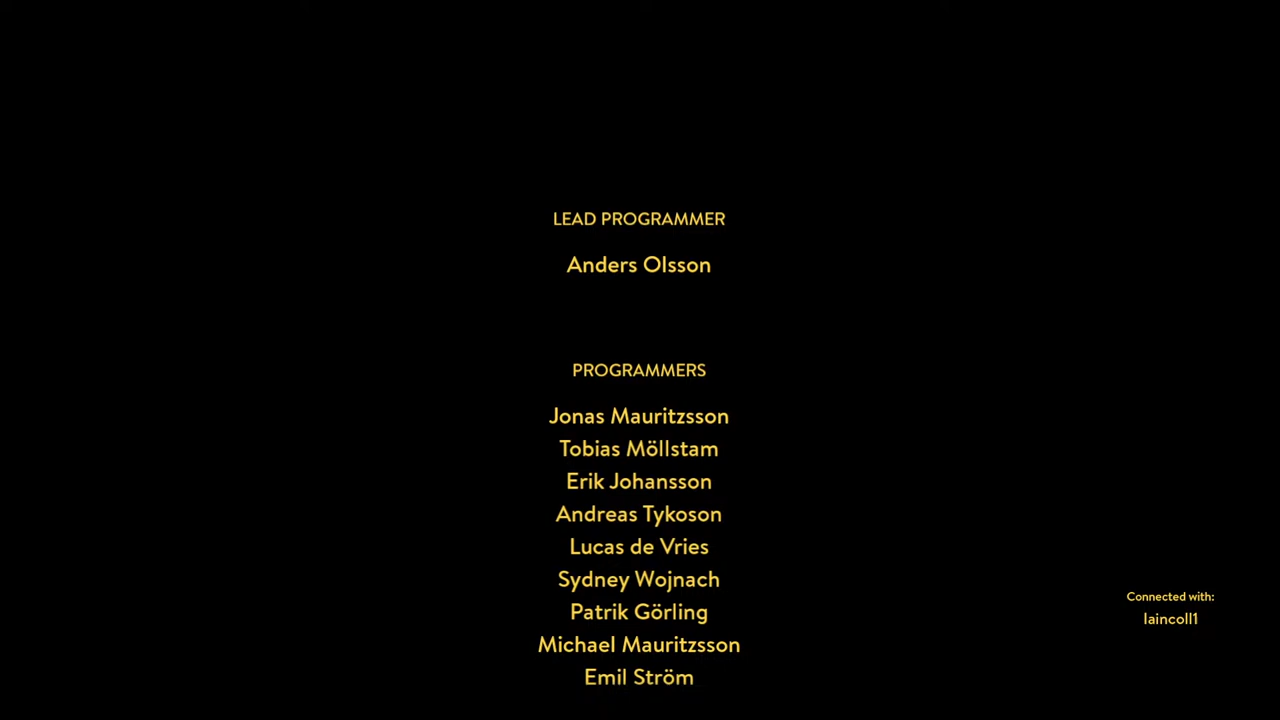 LEAD PROGRAMMER
Anders Olsson
PROGRAMMERS
Jonas Mauritzsson
Tobias Möllstam
Erik Johansson
Andreas Tykoson
Lucas de Vries
Sydney Wojnach
Patrik Görling
Michael Mauritzsson
Emil Ström
Connected with:
Iaincoll1